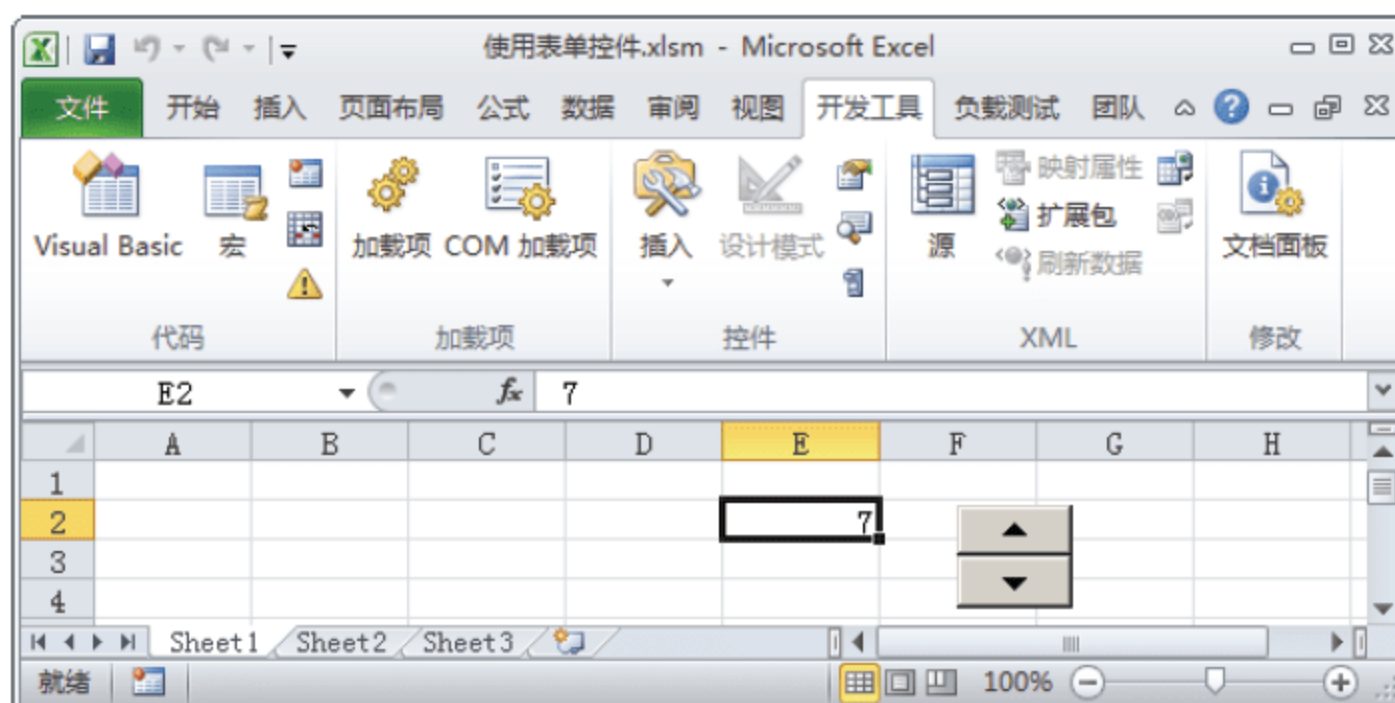 使用表单控件.xlsm - Microsoft Excel
文件 开始 插入 页面布局 公式 数据 审阅 视图 开发工具 负载测试 团队
Visual Basic 宏 加载项 COM 加载项 插入 设计模式 源 映射属性 扩展包 刷新数据 文档面板
代码 加载项 控件 XML 修改
E2 fx 7
A B C D E F G H
1
2 7
3
4
Sheet1 Sheet2 Sheet3
就绪 100%